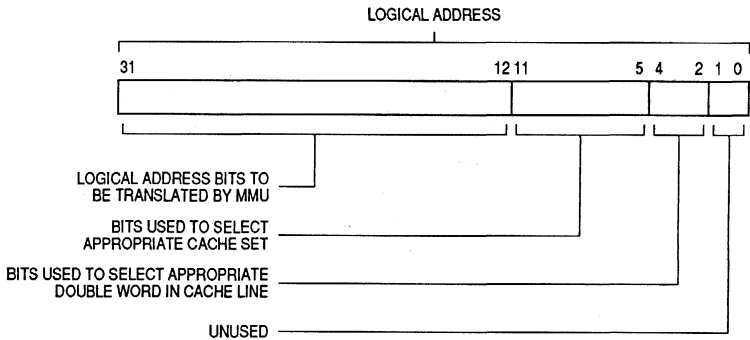 LOGICAL ADDRESS
31 12 11 5 4 2 1 0
LOGICAL ADDRESS BITS TO
BE TRANSLATED BY MMU
BITS USED TO SELECT
APPROPRIATE CACHE SET
BITS USED TO SELECT APPROPRIATE
DOUBLE WORD IN CACHE LINE
UNUSED